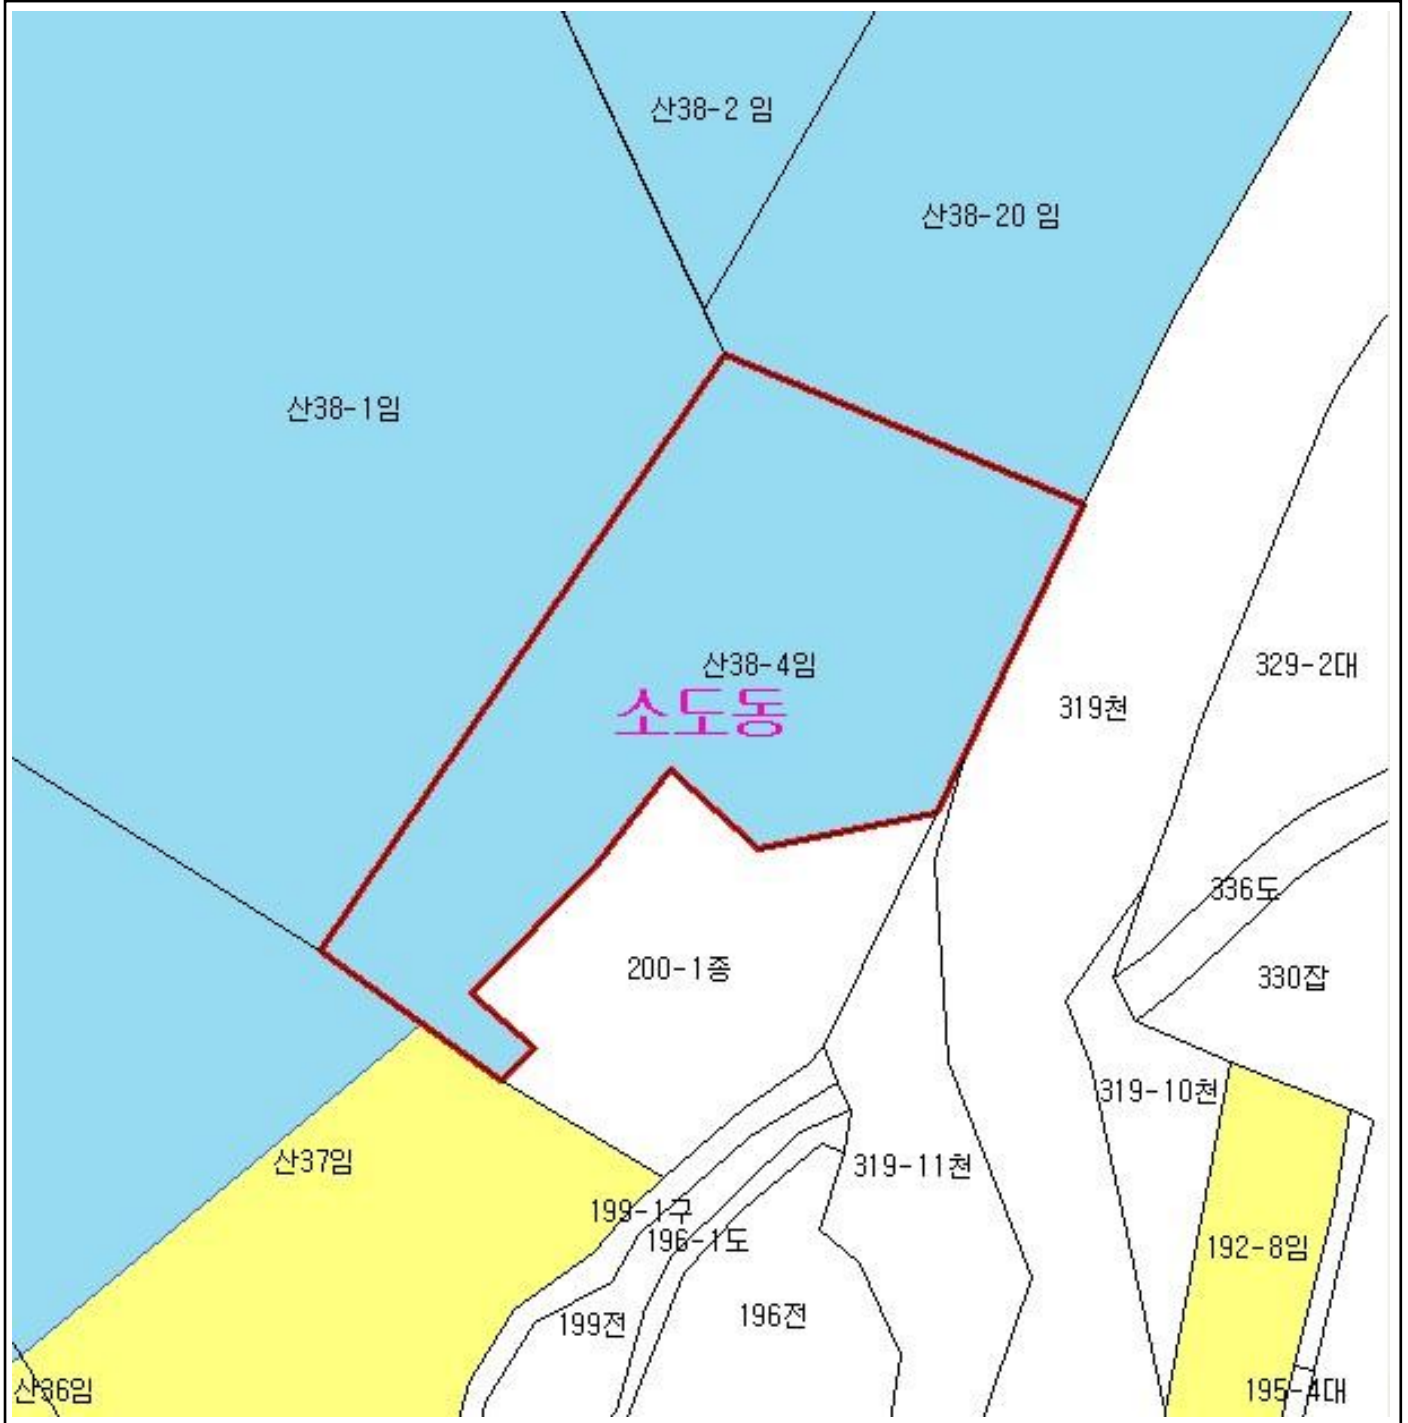 산38-2 임
산38-20 임
산38-1임
산38-4임
소도동
329-2대
319천
336도
200-1종
330잡
319-10천
산37임
319-11천
199-1구
196-1도
192-8임
196전
199전
산36임
195-4대